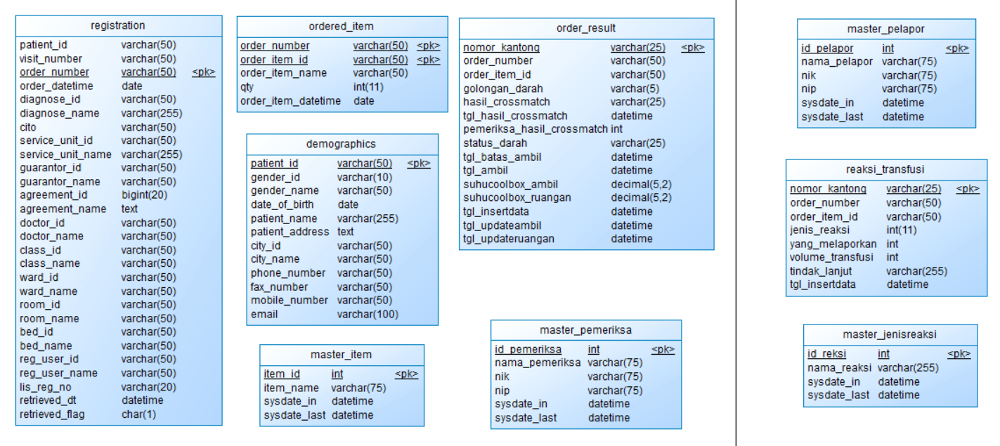 registration
patient_id varchar(50)
visit_number varchar(50)
order_number varchar(50) <pk>
order_datetime date
diagnose_id varchar(50)
diagnose_name varchar(255)
cito varchar(50)
service_unit_id varchar(50)
service_unit_name varchar(255)
guarantor_id varchar(50)
guarantor_name varchar(50)
agreement_id bigint(20)
agreement_name text
doctor_id varchar(50)
doctor_name varchar(50)
class_id varchar(50)
class_name varchar(50)
ward_id varchar(50)
ward_name varchar(50)
room_id varchar(50)
room_name varchar(50)
bed_id varchar(50)
bed_name varchar(50)
reg_user_id varchar(50)
reg_user_name varchar(50)
lis_reg_no varchar(20)
retrieved_dt datetime
retrieved_flag char(1)
ordered_item
order_number varchar(50) <pk>
order_item_id varchar(50) <pk>
order_item_name varchar(50)
qty int(11)
order_item_datetime date
demographics
patient_id varchar(50) <pk>
gender_id varchar(10)
gender_name varchar(50)
date_of_birth date
patient_name varchar(255)
patient_address text
city_id varchar(50)
city_name varchar(50)
phone_number varchar(50)
fax_number varchar(50)
mobile_number varchar(50)
email varchar(100)
master_item
item_id int <pk>
item_name varchar(75)
sysdate_in datetime
sysdate_last datetime
order_result
nomor_kantong varchar(25) <pk>
order_number varchar(50)
order_item_id varchar(50)
golongan_darah varchar(5)
hasil_crossmatch varchar(25)
tgl_hasil_crossmatch datetime
pemeriksa_hasil_crossmatch int
status_darah varchar(25)
tgl_batas_ambil datetime
tgl_ambil datetime
suhucoolbox_ambil decimal(5,2)
suhucoolbox_ruangan decimal(5,2)
tgl_insertdata datetime
tgl_updateambil datetime
tgl_updateruangan datetime
master_pemeriksa
id_pemeriksa int <pk>
nama_pemeriksa varchar(75)
nik varchar(75)
nip varchar(75)
sysdate_in datetime
sysdate_last datetime
master_pelapor
id_pelapor int <pk>
nama_pelapor varchar(75)
nik varchar(75)
nip varchar(75)
sysdate_in datetime
sysdate_last datetime
reaksi_transfusi
nomor_kantong varchar(25) <pk>
order_number varchar(50)
order_item_id varchar(50)
jenis_reaksi int(11)
yang_melaporkan int
volume_transfusi int
tindak_lanjut varchar(255)
tgl_insertdata datetime
master_jenisreaksi
id_reksi int <pk>
nama_reaksi varchar(255)
sysdate_in datetime
sysdate_last datetime